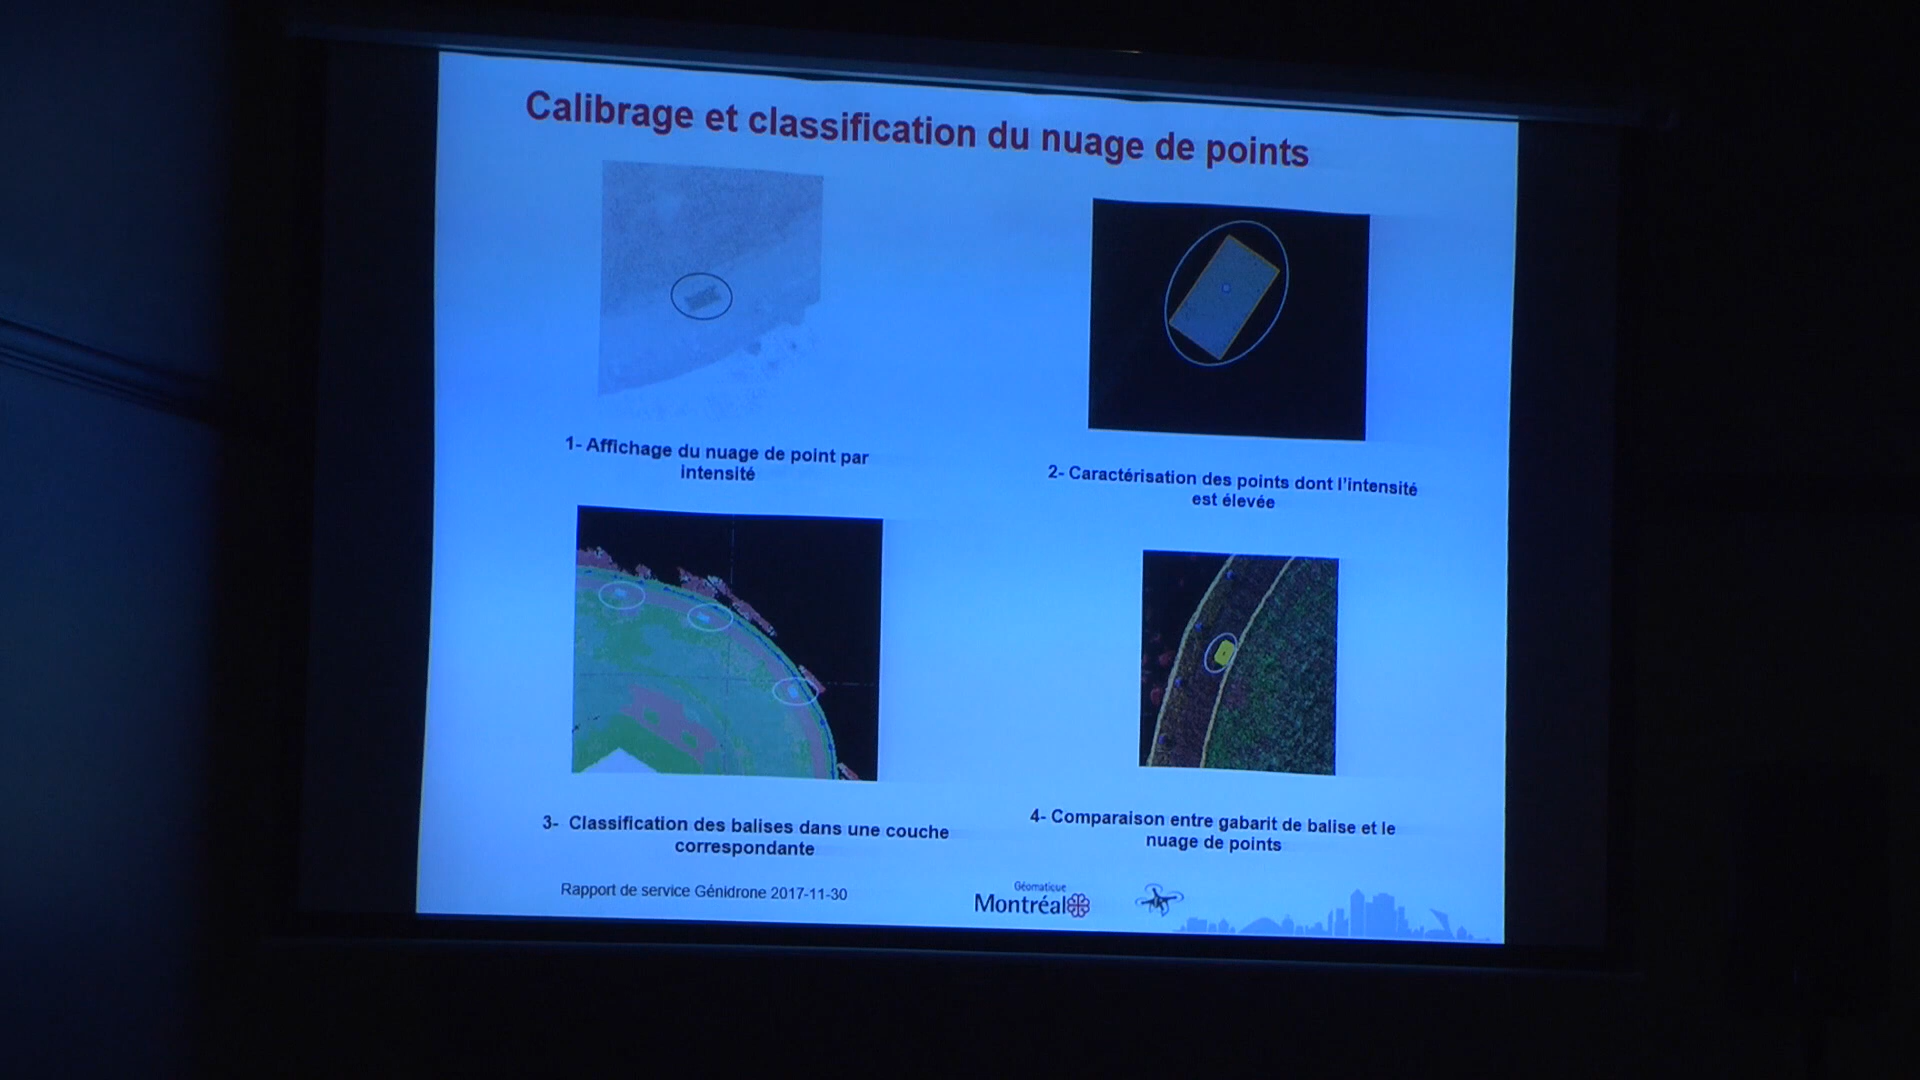 Calibrage et classification du nuage de points
1- Affichage du nuage de point par
intensité
2- Caractérisation des points dont l'intensité
est élevée
3- Classification des balises dans une couche
correspondante
4- Comparaison entre gabarit de balise et le
nuage de points
Rapport de service Génidrone 2017-11-30
Géomatique
Montréal